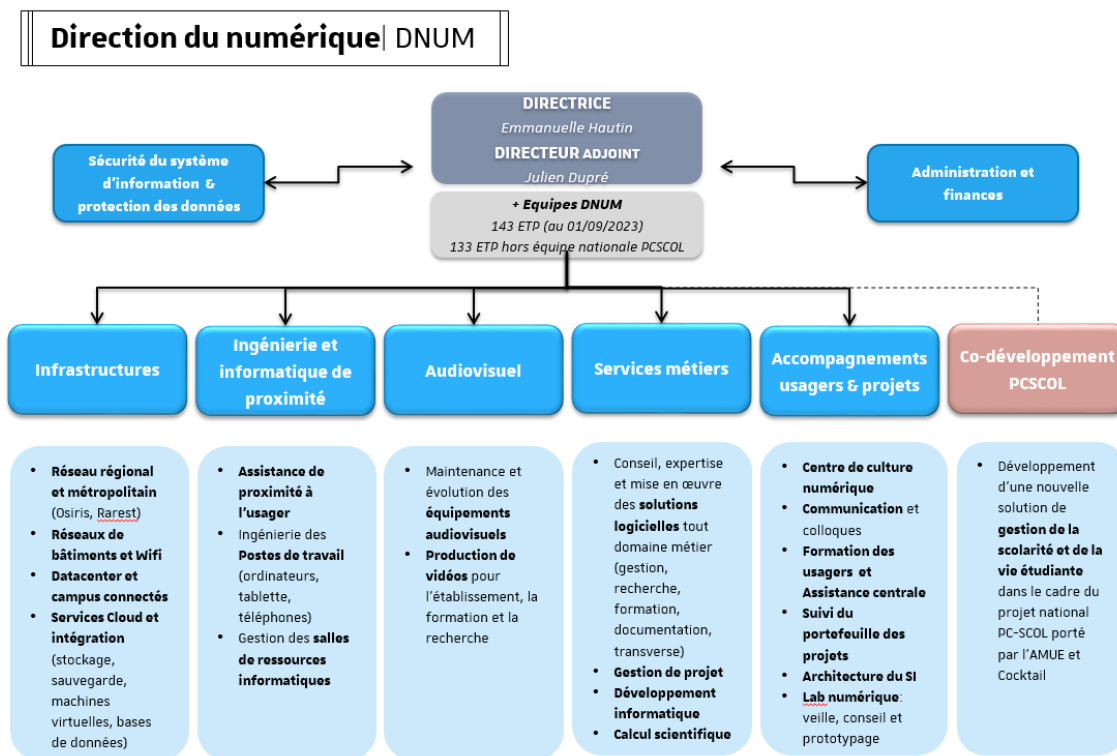 Direction du numérique| DNUM
DIRECTRICE
Emmanuelle Hautin
DIRECTEUR ADJOINT
Julien Dupré
Sécurité du système
d'information &
protection des données
Administration et
finances
+ Equipes DNUM
143 ETP (au 01/09/2023)
133 ETP hors équipe nationale PCSCOL
Infrastructures
Ingénierie et
informatique de
proximité
Audiovisuel
Services métiers
Accompagnements
usagers & projets
Co-développement
PCSCOL
• Réseau régional
et métropolitain
(Osiris, Rarest)
• Réseaux de
bâtiments et Wifi
• Datacenter et
campus connectés
• Services Cloud et
intégration
(stockage,
sauvegarde,
machines
virtuelles, bases
de données)
• Assistance de
proximité à
l'usager
• Ingénierie des
Postes de travail
(ordinateurs,
tablette,
téléphones)
• Gestion des salles
de ressources
informatiques
• Maintenance et
évolution des
équipements
audiovisuels
• Production de
vidéos pour
l'établissement, la
formation et la
recherche
• Conseil, expertise
et mise en œuvre
des solutions
logicielles tout
domaine métier
(gestion,
recherche,
formation,
documentation,
transverse)
• Gestion de projet
• Développement
informatique
• Calcul scientifique
• Centre de culture
numérique
• Communication et
colloques
• Formation des
usagers et
Assistance centrale
• Suivi du
portefeuille des
projets
• Architecture du SI
• Lab numérique:
veille, conseil et
prototypage
• Développement
d'une nouvelle
solution de
gestion de la
scolarité et de la
vie étudiante
dans le cadre du
projet national
PC-SCOL porté
par l'AMUE et
Cocktail